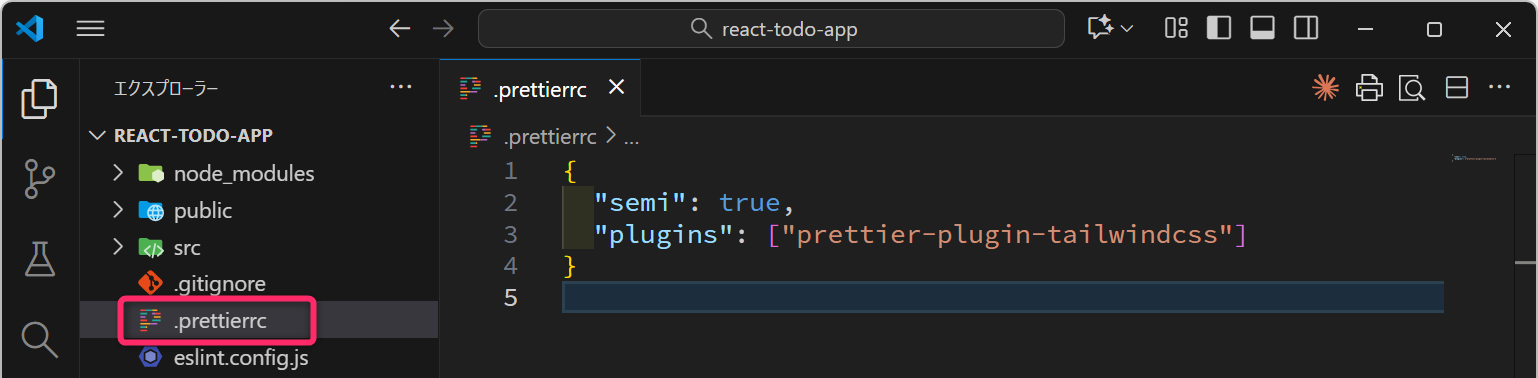 react-todo-app
エクスプローラー
REACT-TODO-APP
node_modules
public
src
.gitignore
.prettierrc
eslint.config.js
.prettierrc
.prettierrc > ...
1 {
2 "semi": true,
3 "plugins": ["prettier-plugin-tailwindcss"]
4 }
5